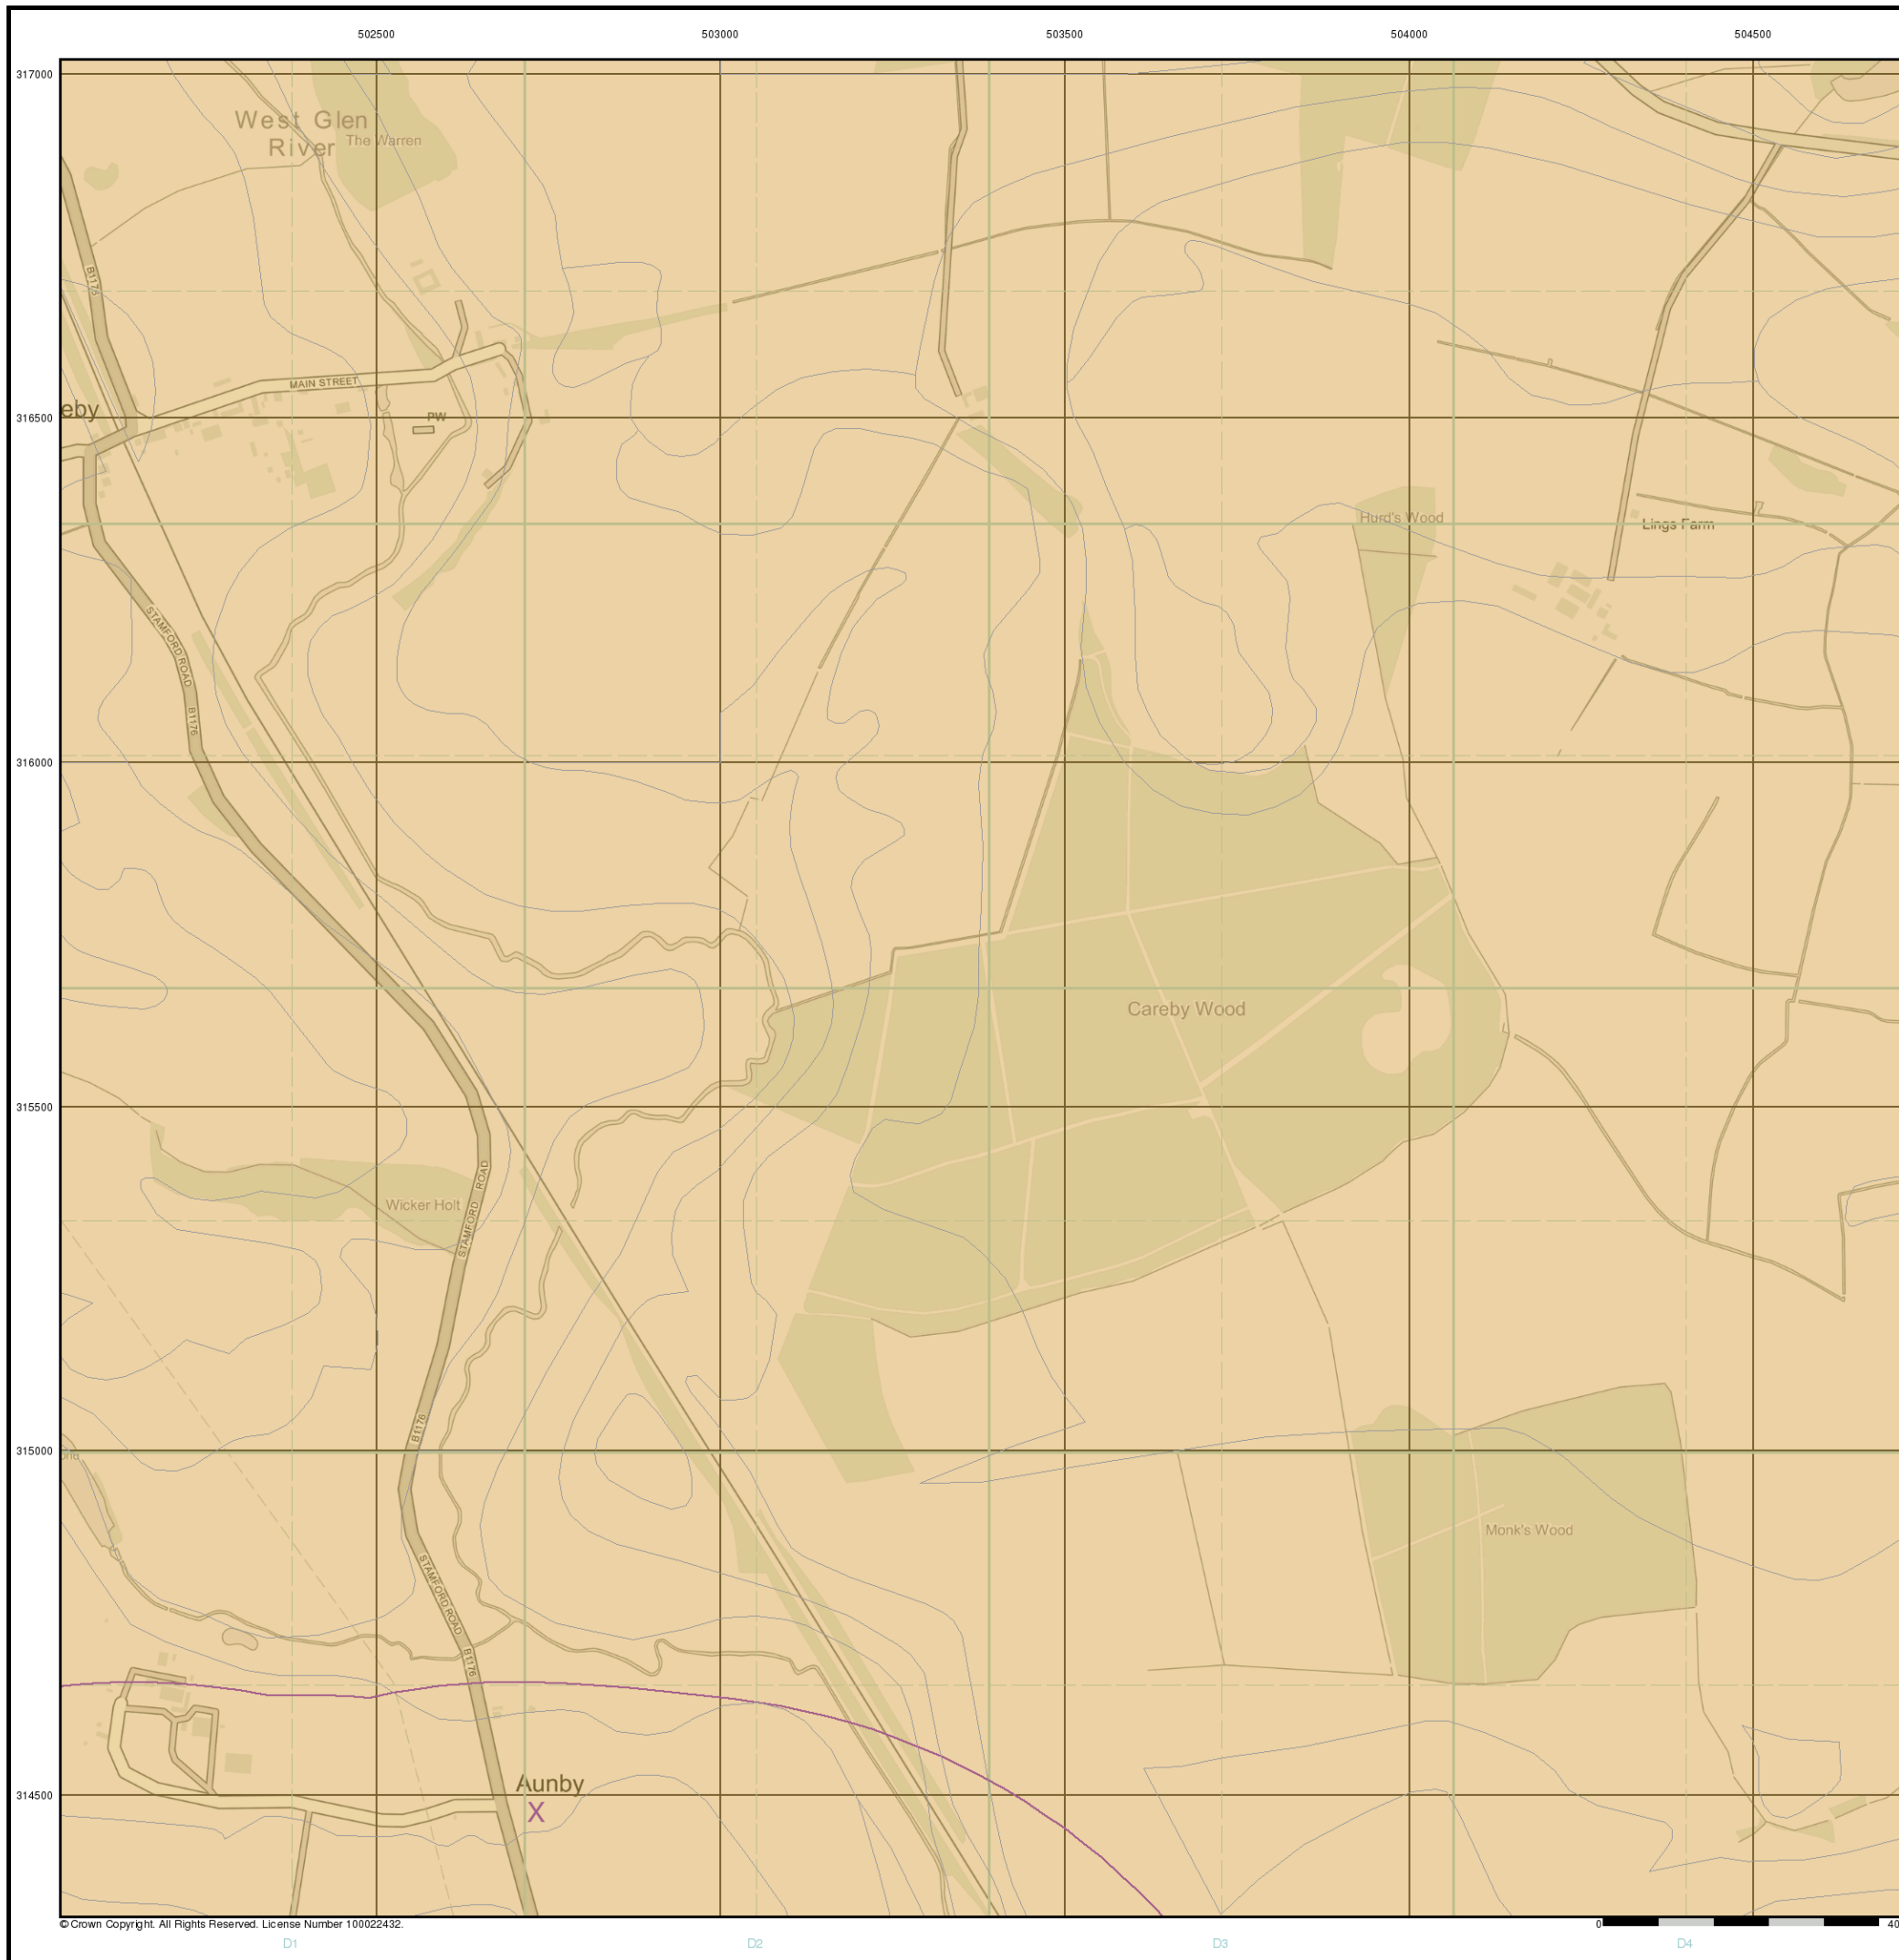 502500 503000 503500 504000 504500
317000
West Glen
River
The Warren
B1176
MAIN STREET
eby
316500
PW
Hurd's Wood
Lings Farm
STAMFORD ROAD
B1176
316000
Careby Wood
315500
Wicker Holt
STAMFORD ROAD
B1176
315000
Monk's Wood
STAMFORD ROAD
B1176
Aunby
314500
X
© Crown Copyright. All Rights Reserved. License Number 100022432.
0 40
D1 D2 D3 D4